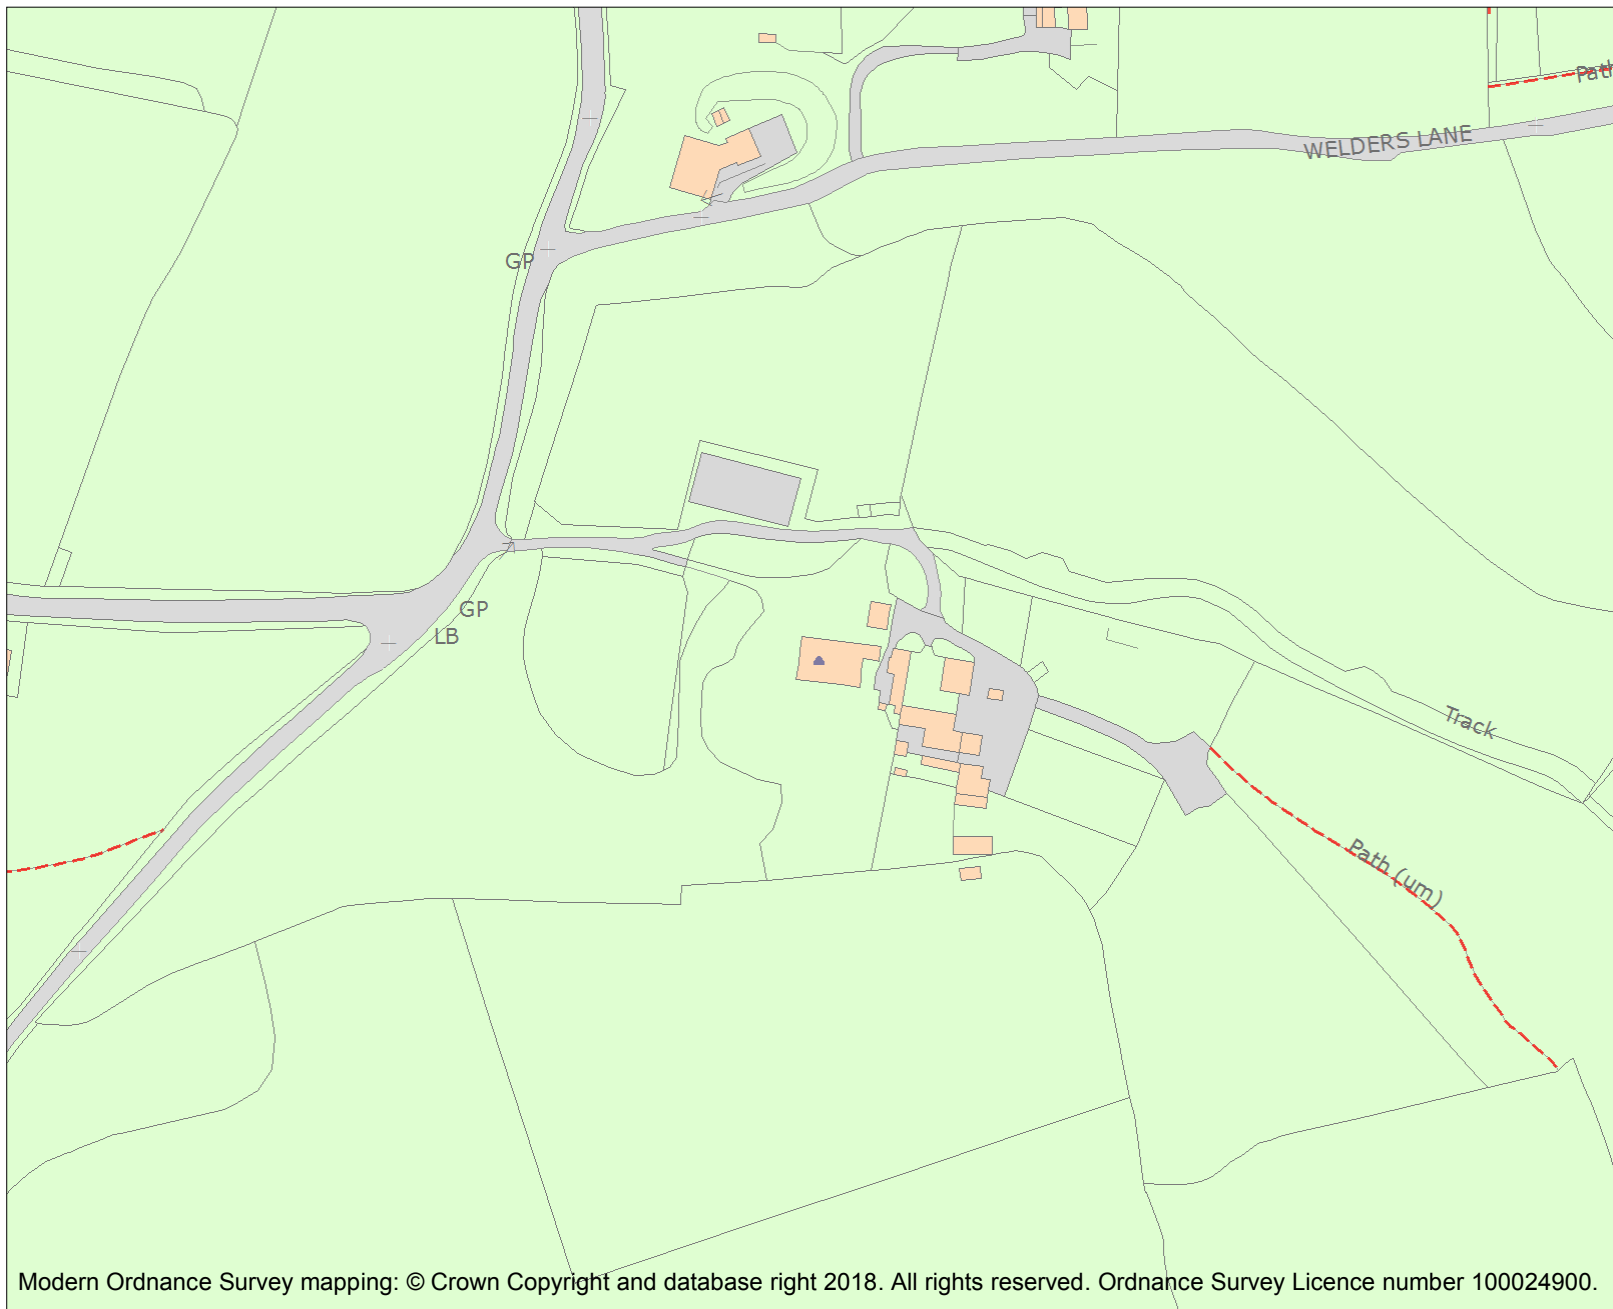 Path
WELDERS LANE
GP
GP
LB
Track
Path (um)
Modern Ordnance Survey mapping: © Crown Copyright and database right 2018. All rights reserved. Ordnance Survey Licence number 100024900.